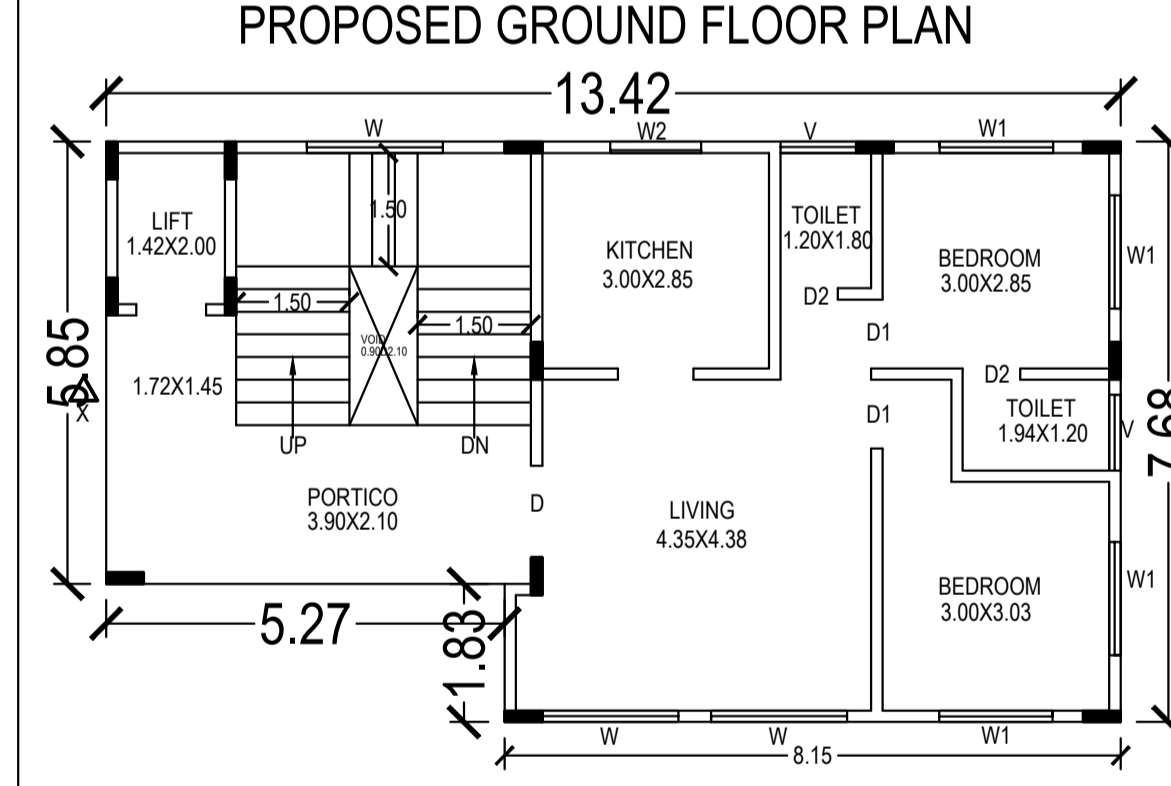 PROPOSED GROUND FLOOR PLAN
13.42
W
W2
V
W1
LIFT
1.42X2.00
1.50
KITCHEN
3.00X2.85
TOILET
1.20X1.80
BEDROOM
3.00X2.85
W1
D2
1.50
1.50
D1
VOID
0.90X2.10
5.85
X
1.72X1.45
D2
TOILET
1.94X1.20
D1
V
7.68
UP
DN
PORTICO
3.90X2.10
D
LIVING
4.35X4.38
BEDROOM
3.00X3.03
W1
5.27
1.83
W
W
W1
8.15